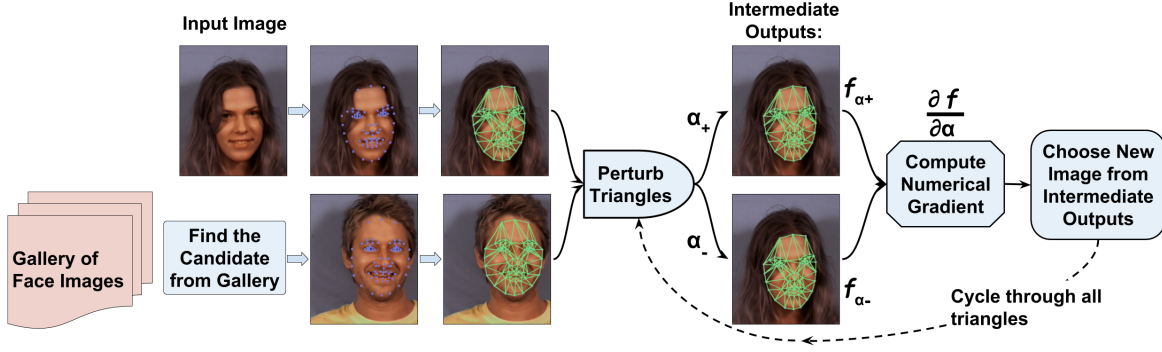 Input Image
Intermediate
Outputs:
Gallery of
Face Images
Find the
Candidate
from Gallery
Perturb
Triangles
α+
α-
fα+
fα-
∂ f
∂α
Compute
Numerical
Gradient
Choose New
Image from
Intermediate
Outputs
Cycle through all
triangles